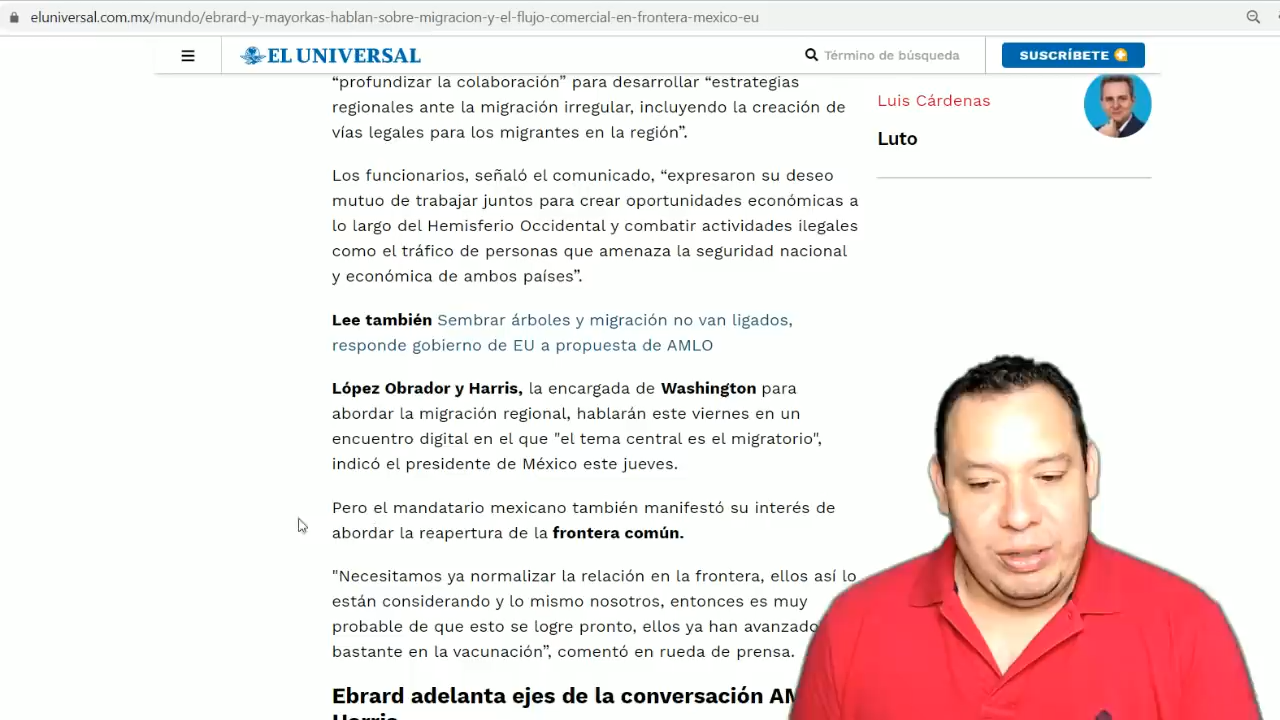 eluniversal.com.mx/mundo/ebrard-y-mayorkas-hablan-sobre-migracion-y-el-flujo-comercial-en-frontera-mexico-eu
EL UNIVERSAL
Término de búsqueda
SUSCRÍBETE
“profundizar la colaboración” para desarrollar “estrategias
regionales ante la migración irregular, incluyendo la creación de
vías legales para los migrantes en la región”.
Los funcionarios, señaló el comunicado, “expresaron su deseo
mutuo de trabajar juntos para crear oportunidades económicas a
lo largo del Hemisferio Occidental y combatir actividades ilegales
como el tráfico de personas que amenaza la seguridad nacional
y económica de ambos países”.
Lee también Sembrar árboles y migración no van ligados,
responde gobierno de EU a propuesta de AMLO
López Obrador y Harris, la encargada de Washington para
abordar la migración regional, hablarán este viernes en un
encuentro digital en el que "el tema central es el migratorio",
indicó el presidente de México este jueves.
Pero el mandatario mexicano también manifestó su interés de
abordar la reapertura de la frontera común.
"Necesitamos ya normalizar la relación en la frontera, ellos así lo
están considerando y lo mismo nosotros, entonces es muy
probable de que esto se logre pronto, ellos ya han avanzado
bastante en la vacunación”, comentó en rueda de prensa.
Ebrard adelanta ejes de la conversación AM
Harris
Luis Cárdenas
Luto